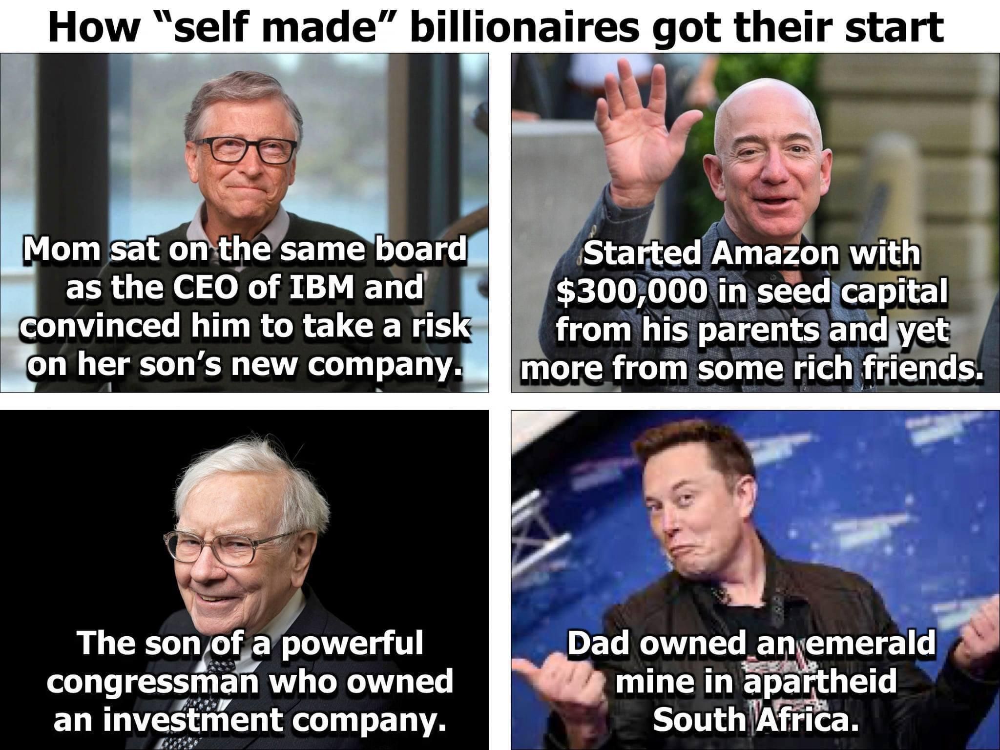 How “self made” billionaires got their start
Mom sat on the same board
as the CEO of IBM and
convinced him to take a risk
on her son’s new company.
Started Amazon with
$300,000 in seed capital
from his parents and yet
more from some rich friends.
The son of a powerful
congressman who owned
an investment company.
Dad owned an emerald
mine in apartheid
South Africa.